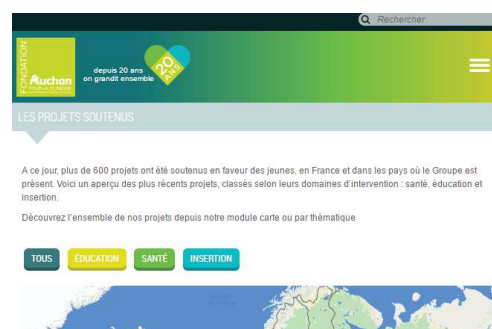 Rechercher
FONDATION
Auchan
POUR LA JEUNESSE
depuis 20 ans
on grandit ensemble
20
ANS
LES PROJETS SOUTENUS
A ce jour, plus de 600 projets ont été soutenus en faveur des jeunes, en France et dans les pays où le Groupe est
présent. Voici un aperçu des plus récents projets, classés selon leurs domaines d'intervention : santé, éducation et
insertion.
Découvrez l'ensemble de nos projets depuis notre module carte ou par thématique
TOUS
ÉDUCATION
SANTÉ
INSERTION